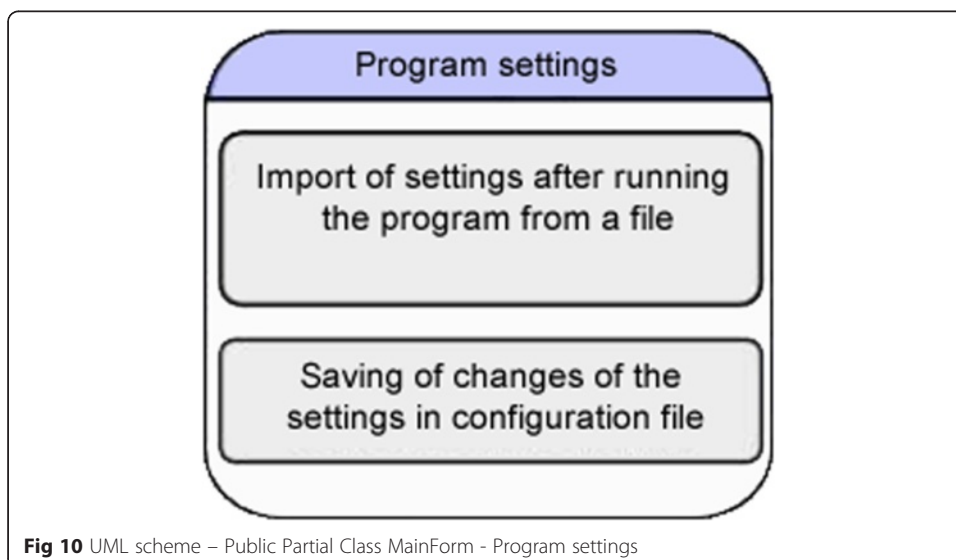 Program settings
Import of settings after running
the program from a file
Saving of changes of the
settings in configuration file
Fig 10 UML scheme – Public Partial Class MainForm - Program settings